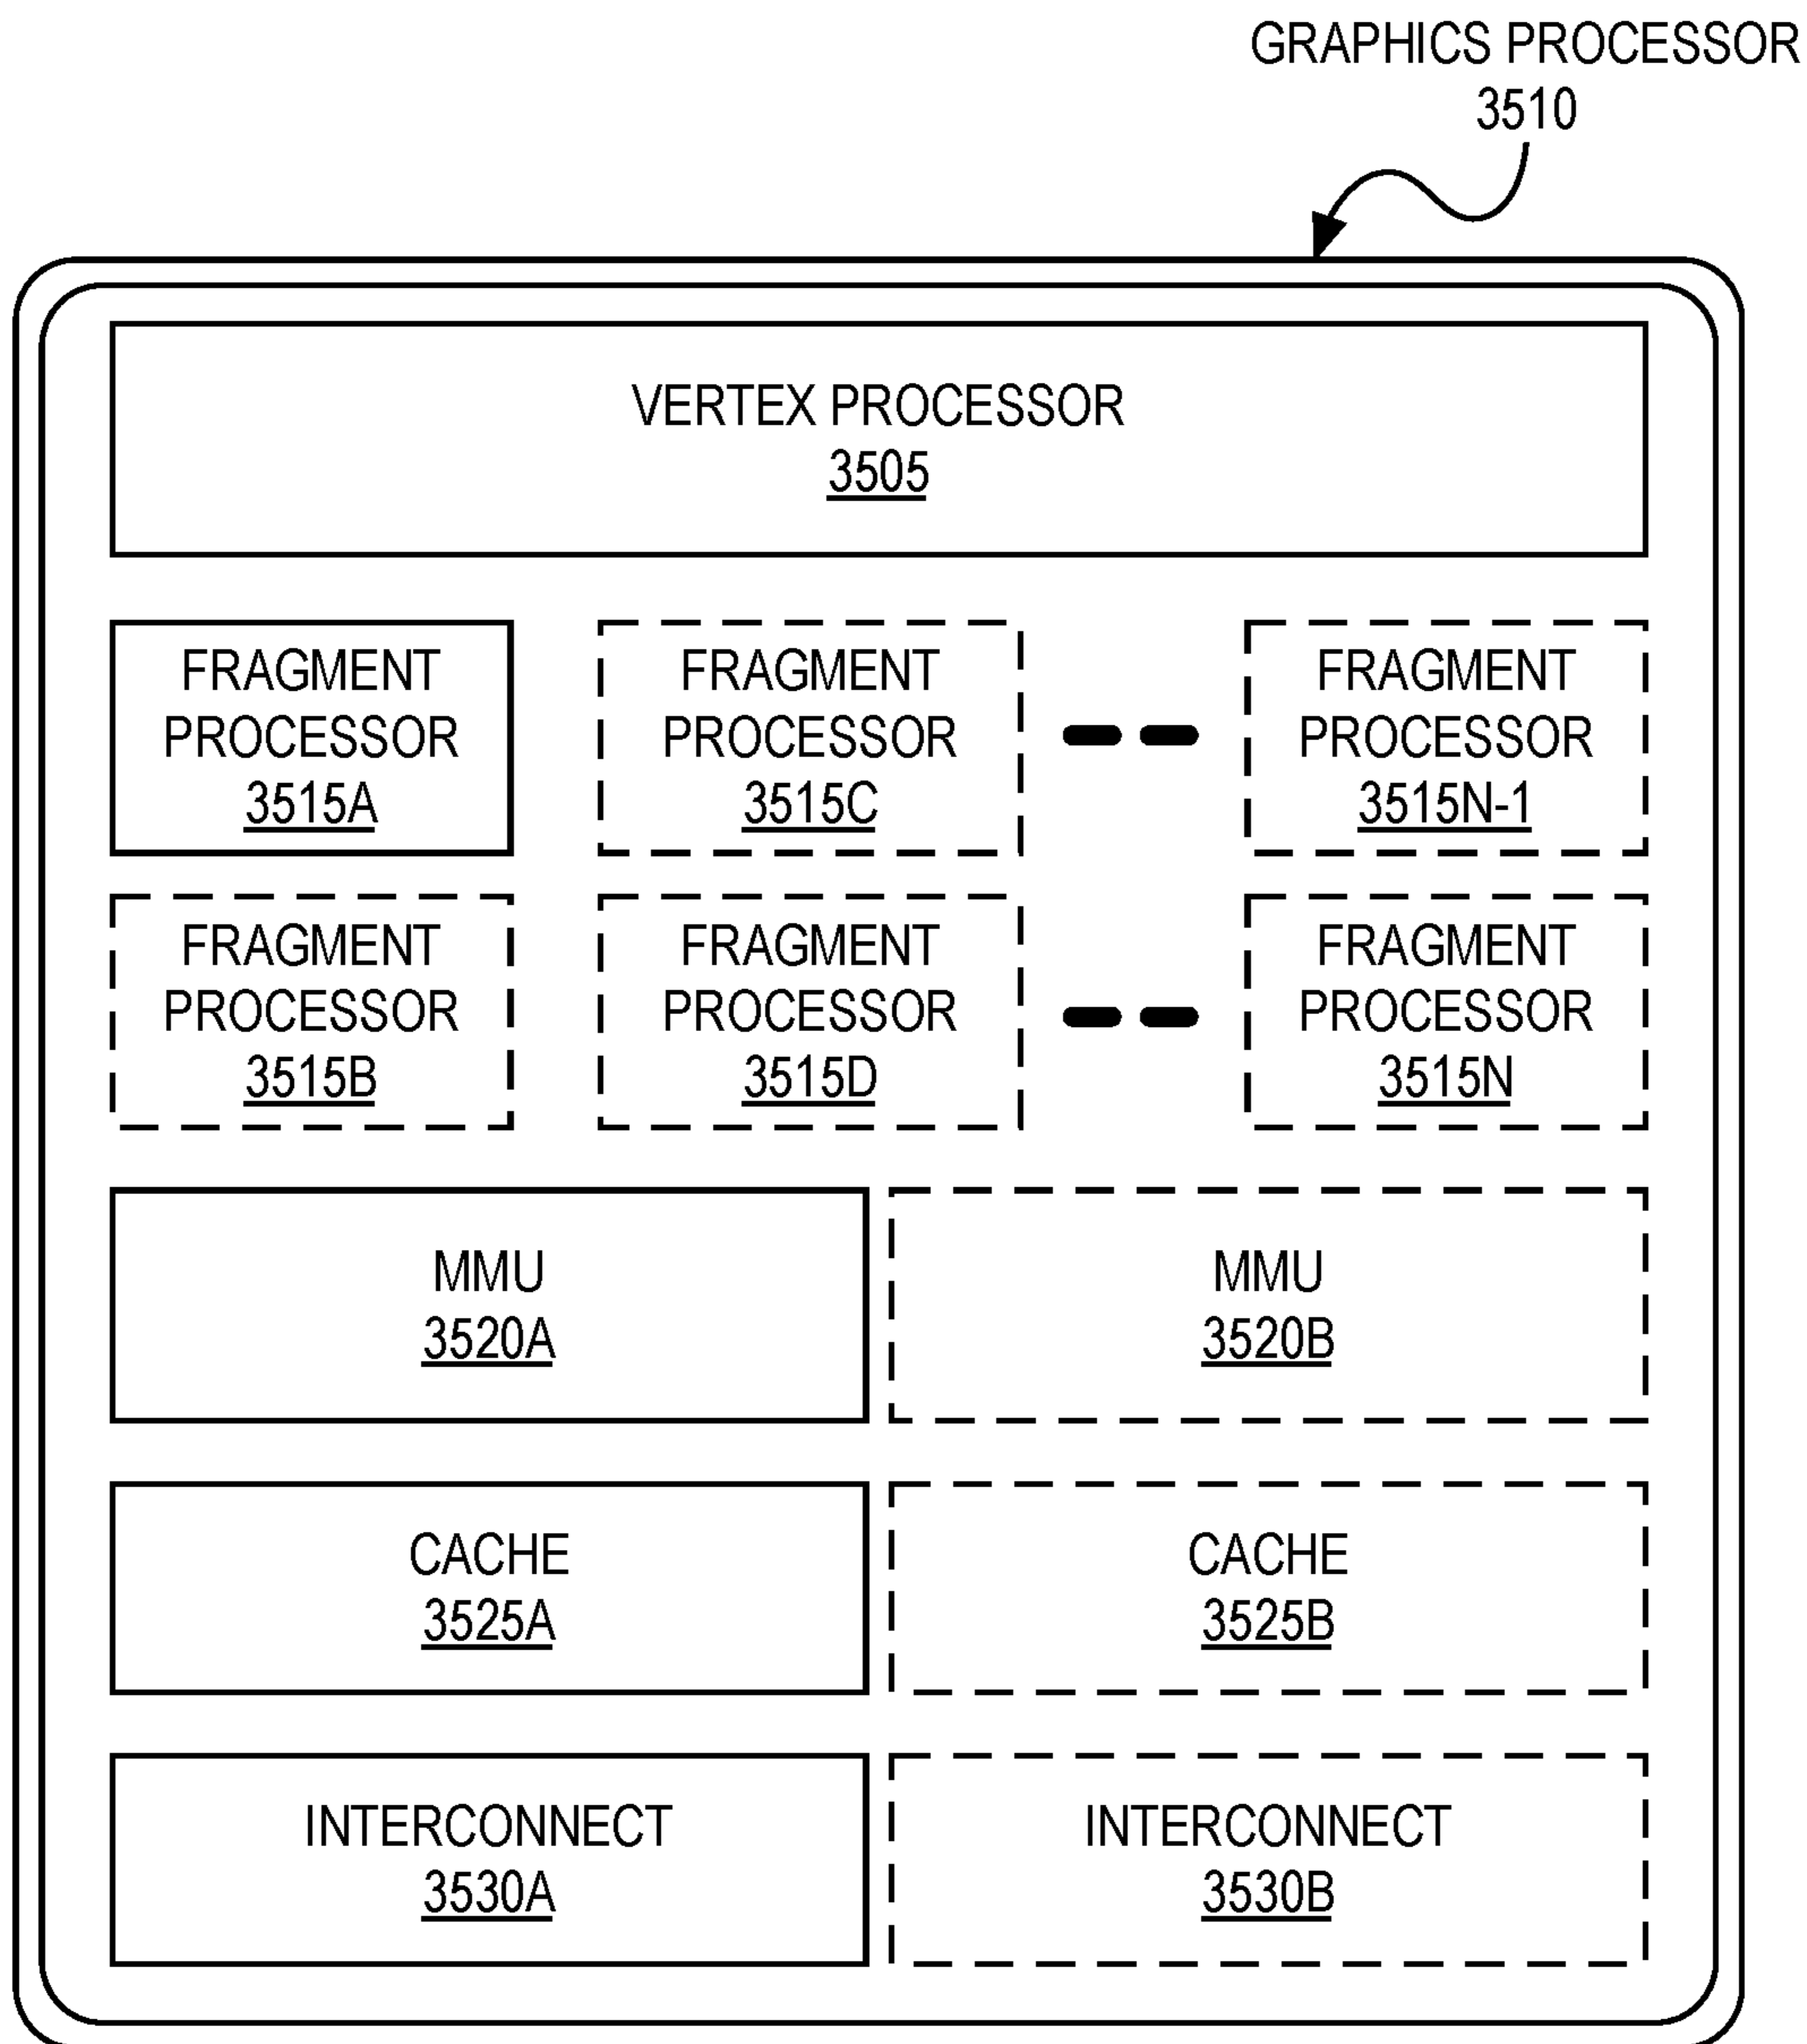 GRAPHICS PROCESSOR
3510
VERTEX PROCESSOR
3505
FRAGMENT
PROCESSOR
3515A
FRAGMENT
PROCESSOR
3515C
FRAGMENT
PROCESSOR
3515N-1
FRAGMENT
PROCESSOR
3515B
FRAGMENT
PROCESSOR
3515D
FRAGMENT
PROCESSOR
3515N
MMU
3520A
MMU
3520B
CACHE
3525A
CACHE
3525B
INTERCONNECT
3530A
INTERCONNECT
3530B